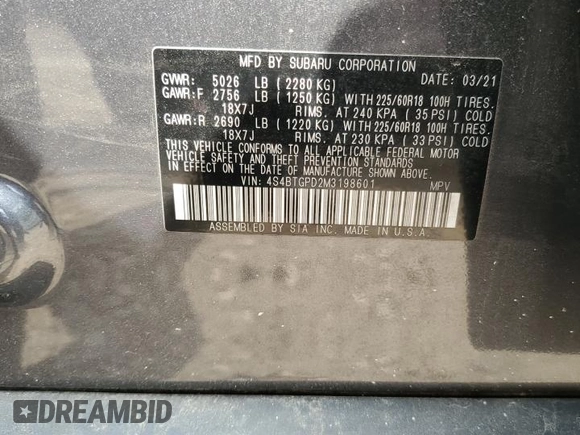 MFD BY SUBARU CORPORATION
GVWR: 5026 LB ( 2280 KG) DATE: 03/21
GAWR:F 2756 LB ( 1250 KG) WITH 225/60R18 100H TIRES.
18X7J RIMS. AT 240 KPA ( 35 PSI) COLD
GAWR:R 2690 LB ( 1220 KG) WITH 225/60R18 100H TIRES.
18X7J RIMS. AT 230 KPA ( 33 PSI) COLD
THIS VEHICLE CONFORMS TO ALL APPLICABLE FEDERAL MOTOR
VEHICLE SAFETY AND THEFT PREVENTION STANDARDS
IN EFFECT ON THE DATE OF MANUFACTURE SHOWN ABOVE.
VIN: 4S4BTGPD2M3198601 MPV
ASSEMBLED BY SIA INC. MADE IN U.S.A.
DREAMBID